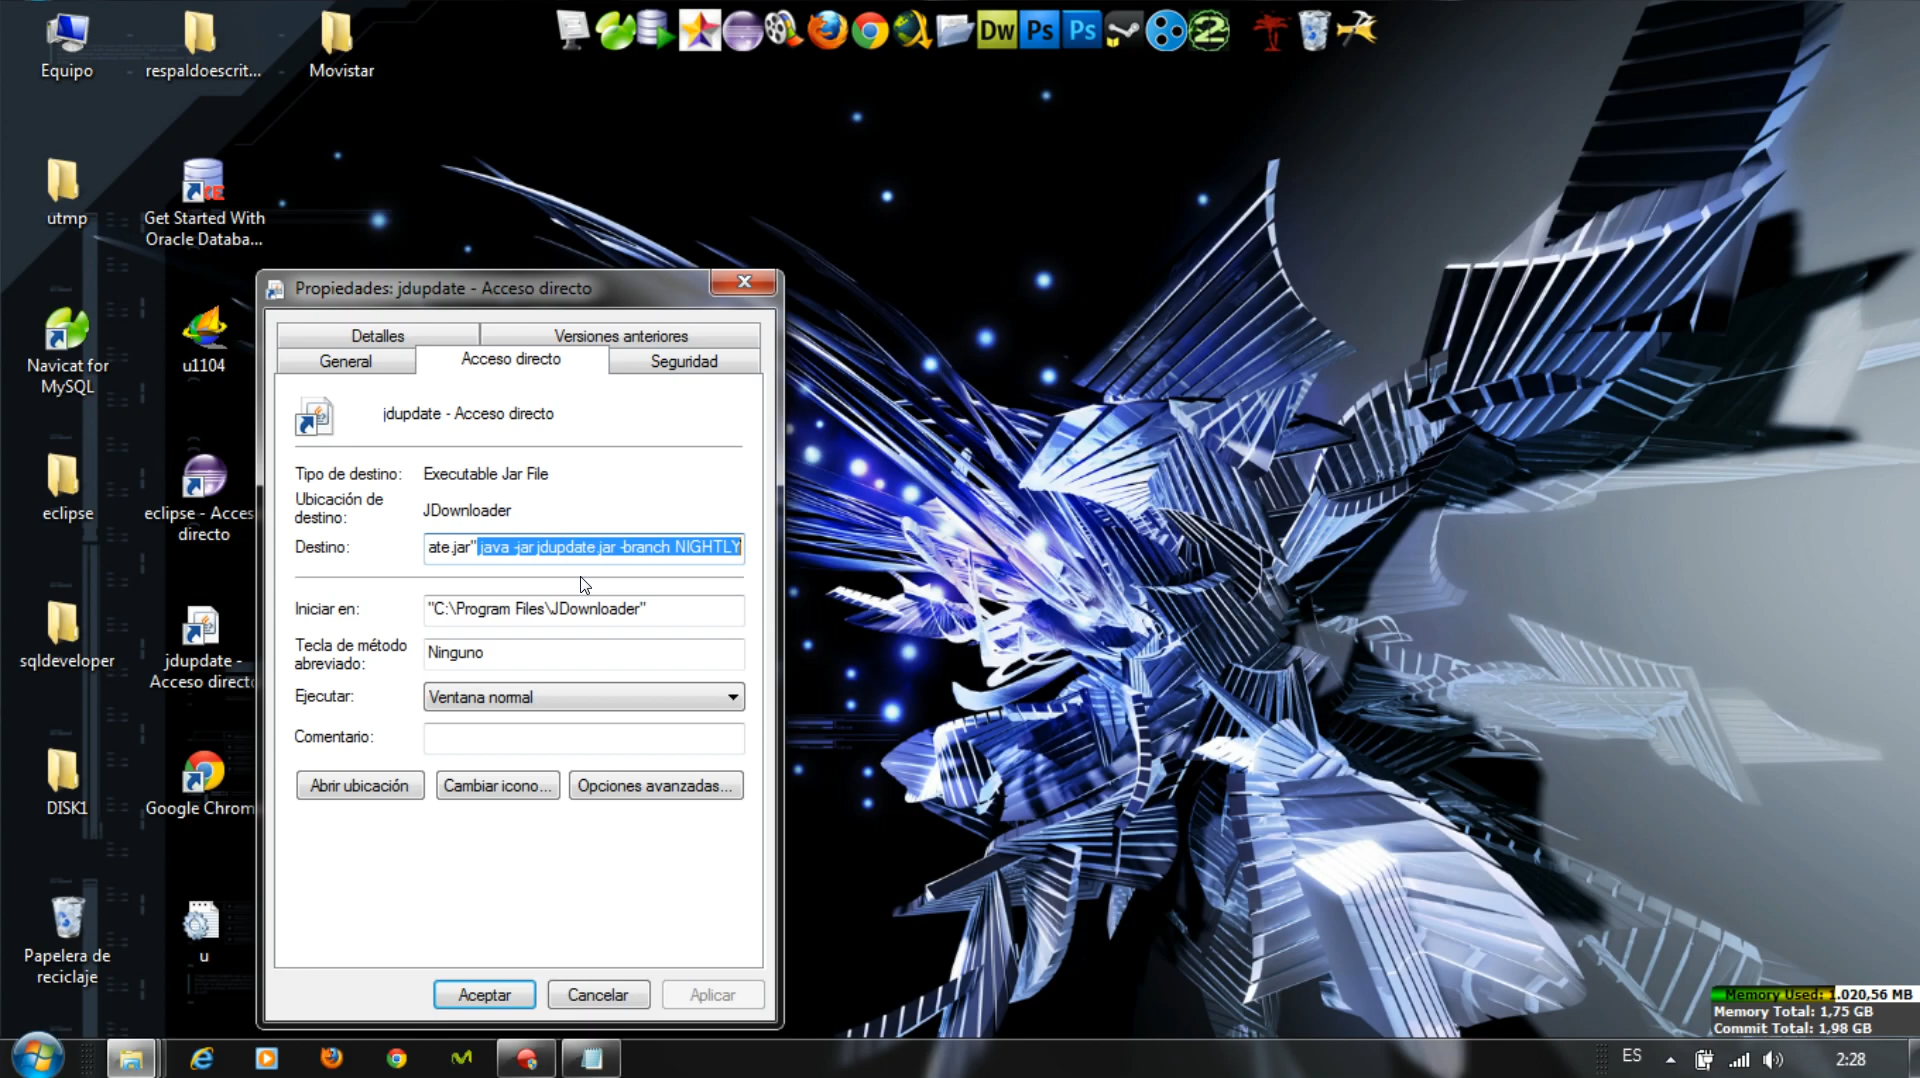 Equipo
respaldoescrit...
Movistar
Dw
Ps
Ps
2
utmp
Get Started With
Oracle Databa...
Navicat for
MySQL
u1104
eclipse
eclipse - Acces
directo
sqldeveloper
jdupdate -
Acceso directo
DISK1
Google Chrom
Papelera de
reciclaje
u
Propiedades: jdupdate - Acceso directo
Detalles
Versiones anteriores
General
Acceso directo
Seguridad
jdupdate - Acceso directo
Tipo de destino: Executable Jar File
Ubicación de
destino: JDownloader
Destino: ate.jar" java -jar jdupdate.jar -branch NIGHTLY
Iniciar en: "C:\Program Files\JDownloader"
Tecla de método
abreviado: Ninguno
Ejecutar: Ventana normal
Comentario:
Abrir ubicación
Cambiar icono...
Opciones avanzadas...
Aceptar
Cancelar
Aplicar
Memory Used: 1.020,56 MB
Memory Total: 1,75 GB
Commit Total: 1,98 GB
ES
2:28